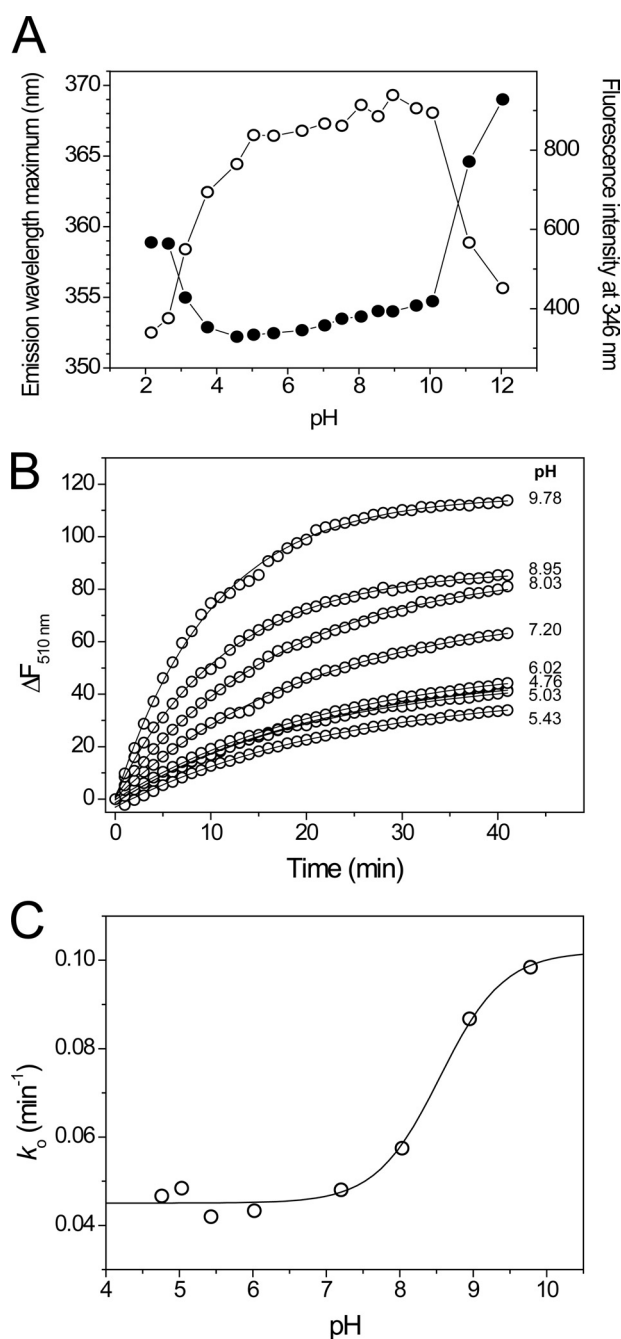 A
Emission wavelength maximum (nm)
370
365
360
355
350
Fluorescence intensity at 346 nm
800
600
400
2 4 6 8 10 12
pH
B
ΔF510 nm
120
100
80
60
40
20
0
pH
9.78
8.95
8.03
7.20
6.02
4.76
5.03
5.43
0 10 20 30 40
Time (min)
C
ko (min-1)
0.10
0.08
0.06
0.04
4 5 6 7 8 9 10
pH